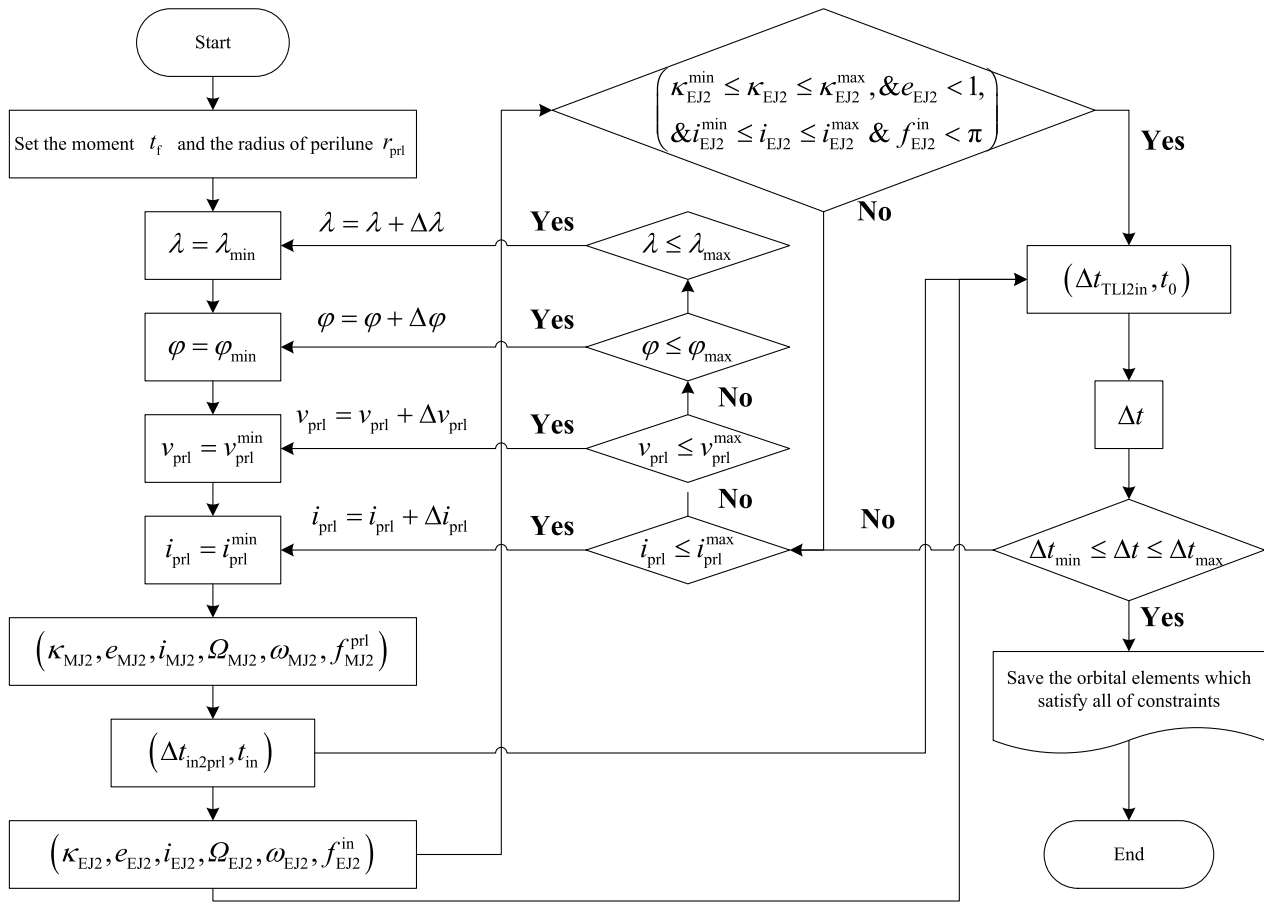 Start
Set the moment t_f and the radius of perilune r_prl
λ = λ_min
φ = φ_min
v_prl = v_prl^min
i_prl = i_prl^min
(κ_MJ2, e_MJ2, i_MJ2, Ω_MJ2, ω_MJ2, f_MJ2^prl)
(Δt_in2prl, t_in)
(κ_EJ2, e_EJ2, i_EJ2, Ω_EJ2, ω_EJ2, f_EJ2^in)
λ = λ + Δλ
Yes
λ ≤ λ_max
φ = φ + Δφ
Yes
φ ≤ φ_max
No
v_prl = v_prl + Δv_prl
Yes
v_prl ≤ v_prl^max
No
i_prl = i_prl + Δi_prl
Yes
i_prl ≤ i_prl^max
(κ_EJ2^min ≤ κ_EJ2 ≤ κ_EJ2^max, &e_EJ2 < 1,
&i_EJ2^min ≤ i_EJ2 ≤ i_EJ2^max & f_EJ2^in < π)
Yes
No
(Δt_TLI2in, t_0)
Δt
No
Δt_min ≤ Δt ≤ Δt_max
Yes
Save the orbital elements which
satisfy all of constraints
End